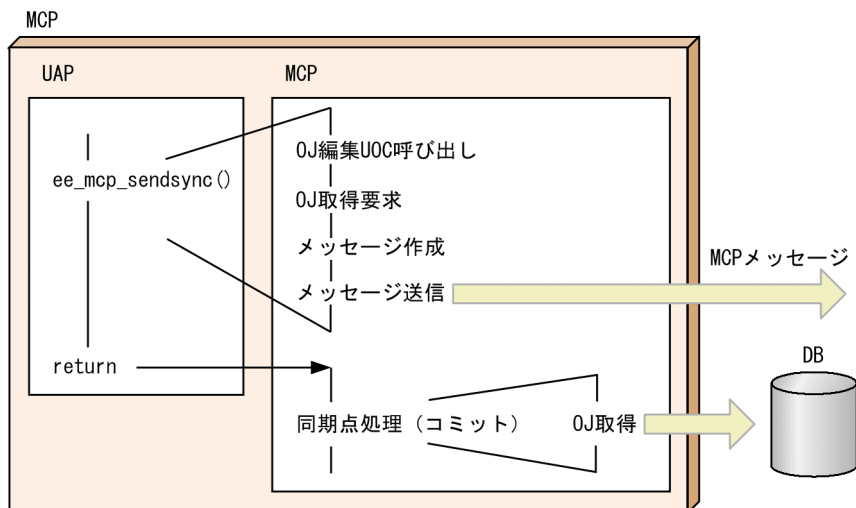 MCP
UAP
MCP
OJ編集UOC呼び出し
ee_mcp_sendsync()
OJ取得要求
メッセージ作成
メッセージ送信
MCPメッセージ
return
DB
同期点処理（コミット）
OJ取得